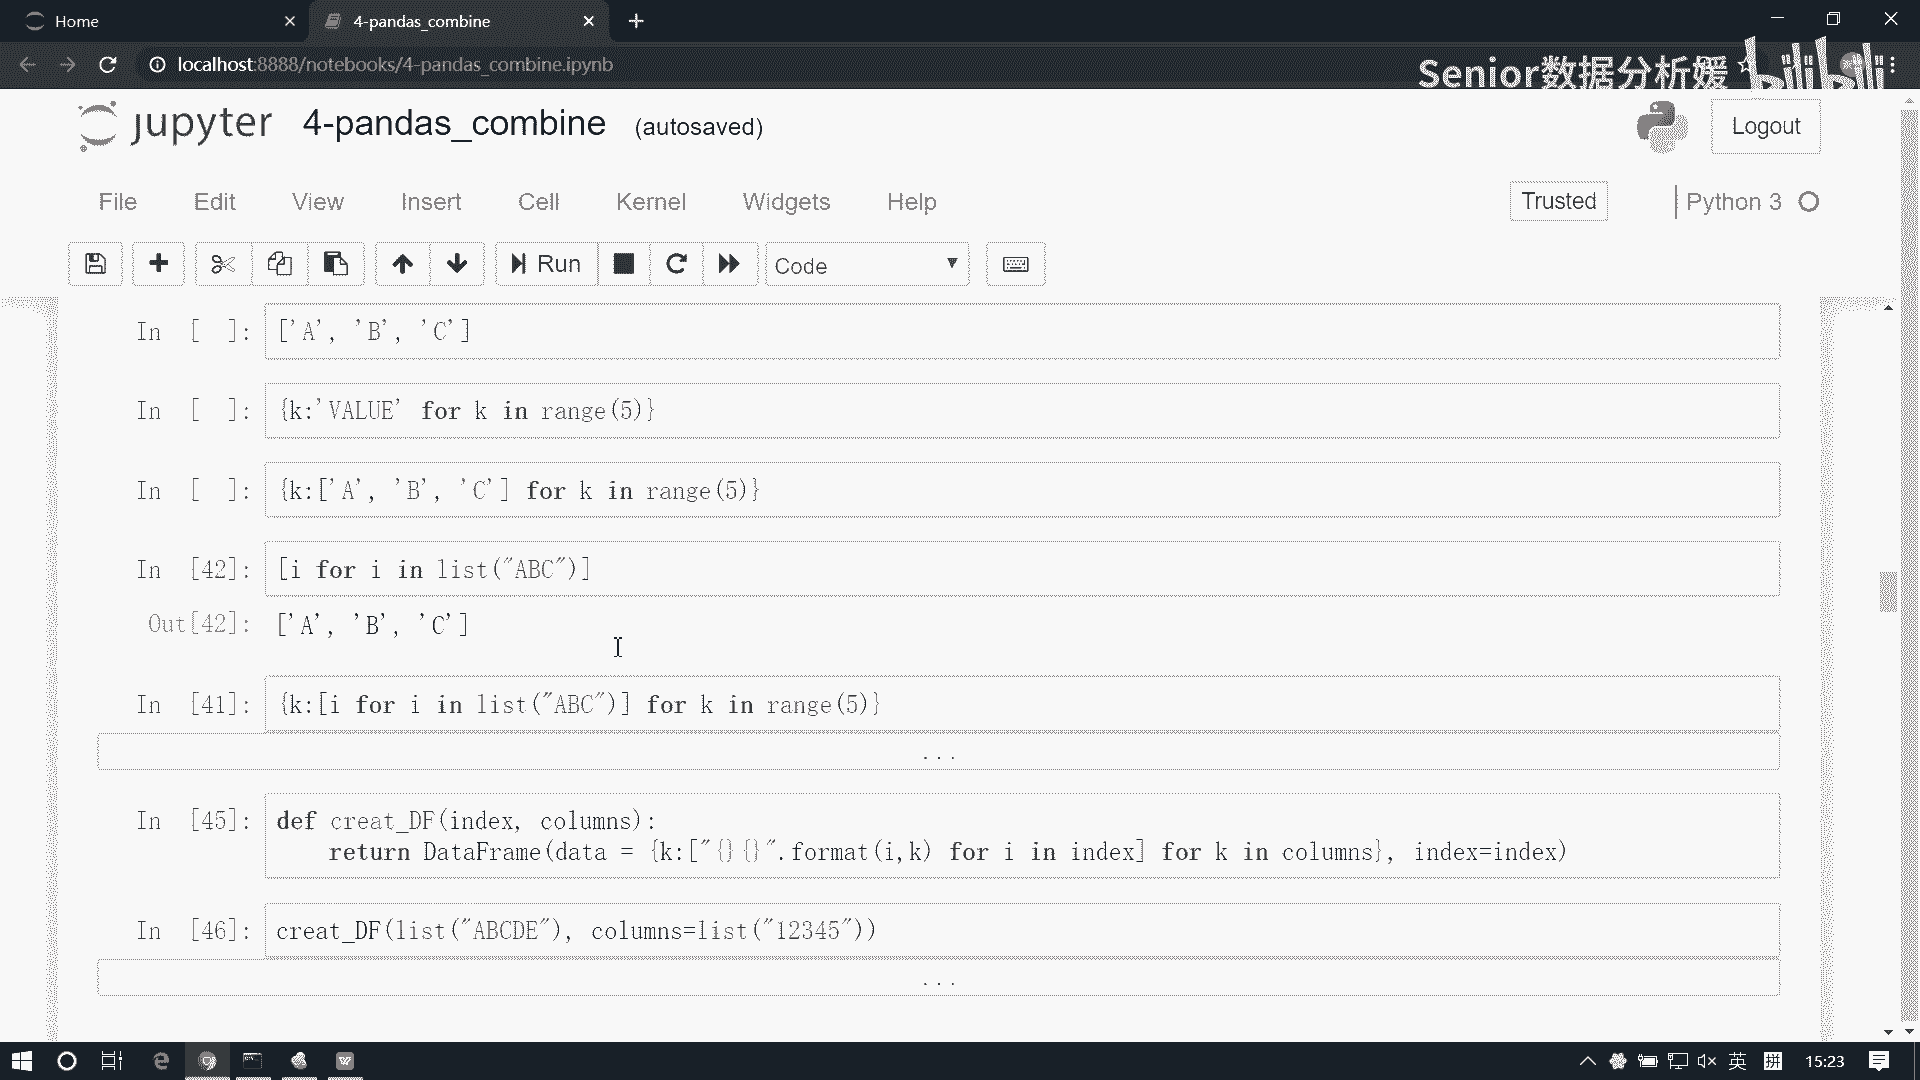 Home
4-pandas_combine
localhost:8888/notebooks/4-pandas_combine.ipynb
Senior数据分析媛
bilibili
jupyter
4-pandas_combine
(autosaved)
Logout
File Edit View Insert Cell Kernel Widgets Help
Trusted
Python 3
Run
Code
In [ ]: ['A', 'B', 'C']
In [ ]: {k:'VALUE' for k in range(5)}
In [ ]: {k:['A', 'B', 'C'] for k in range(5)}
In [42]: [i for i in list("ABC")]
Out[42]: ['A', 'B', 'C']
In [41]: {k:[i for i in list("ABC")] for k in range(5)}
...
In [45]: def creat_DF(index, columns):
return DataFrame(data = {k:["{}{}".format(i,k) for i in index] for k in columns}, index=index)
In [46]: creat_DF(list("ABCDE"), columns=list("12345"))
...
英
拼
15:23